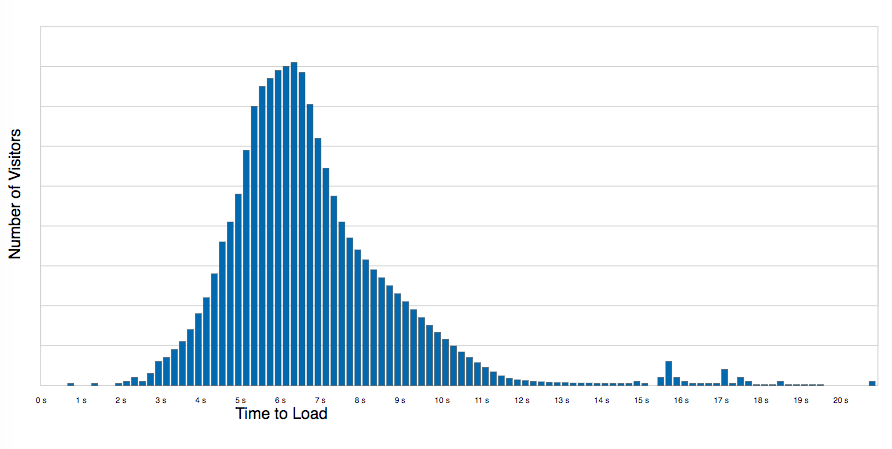 Number of Visitors
0 s 1 s 2 s 3 s 4 s 5 s 6 s 7 s 8 s 9 s 10 s 11 s 12 s 13 s 14 s 15 s 16 s 17 s 18 s 19 s 20 s
Time to Load